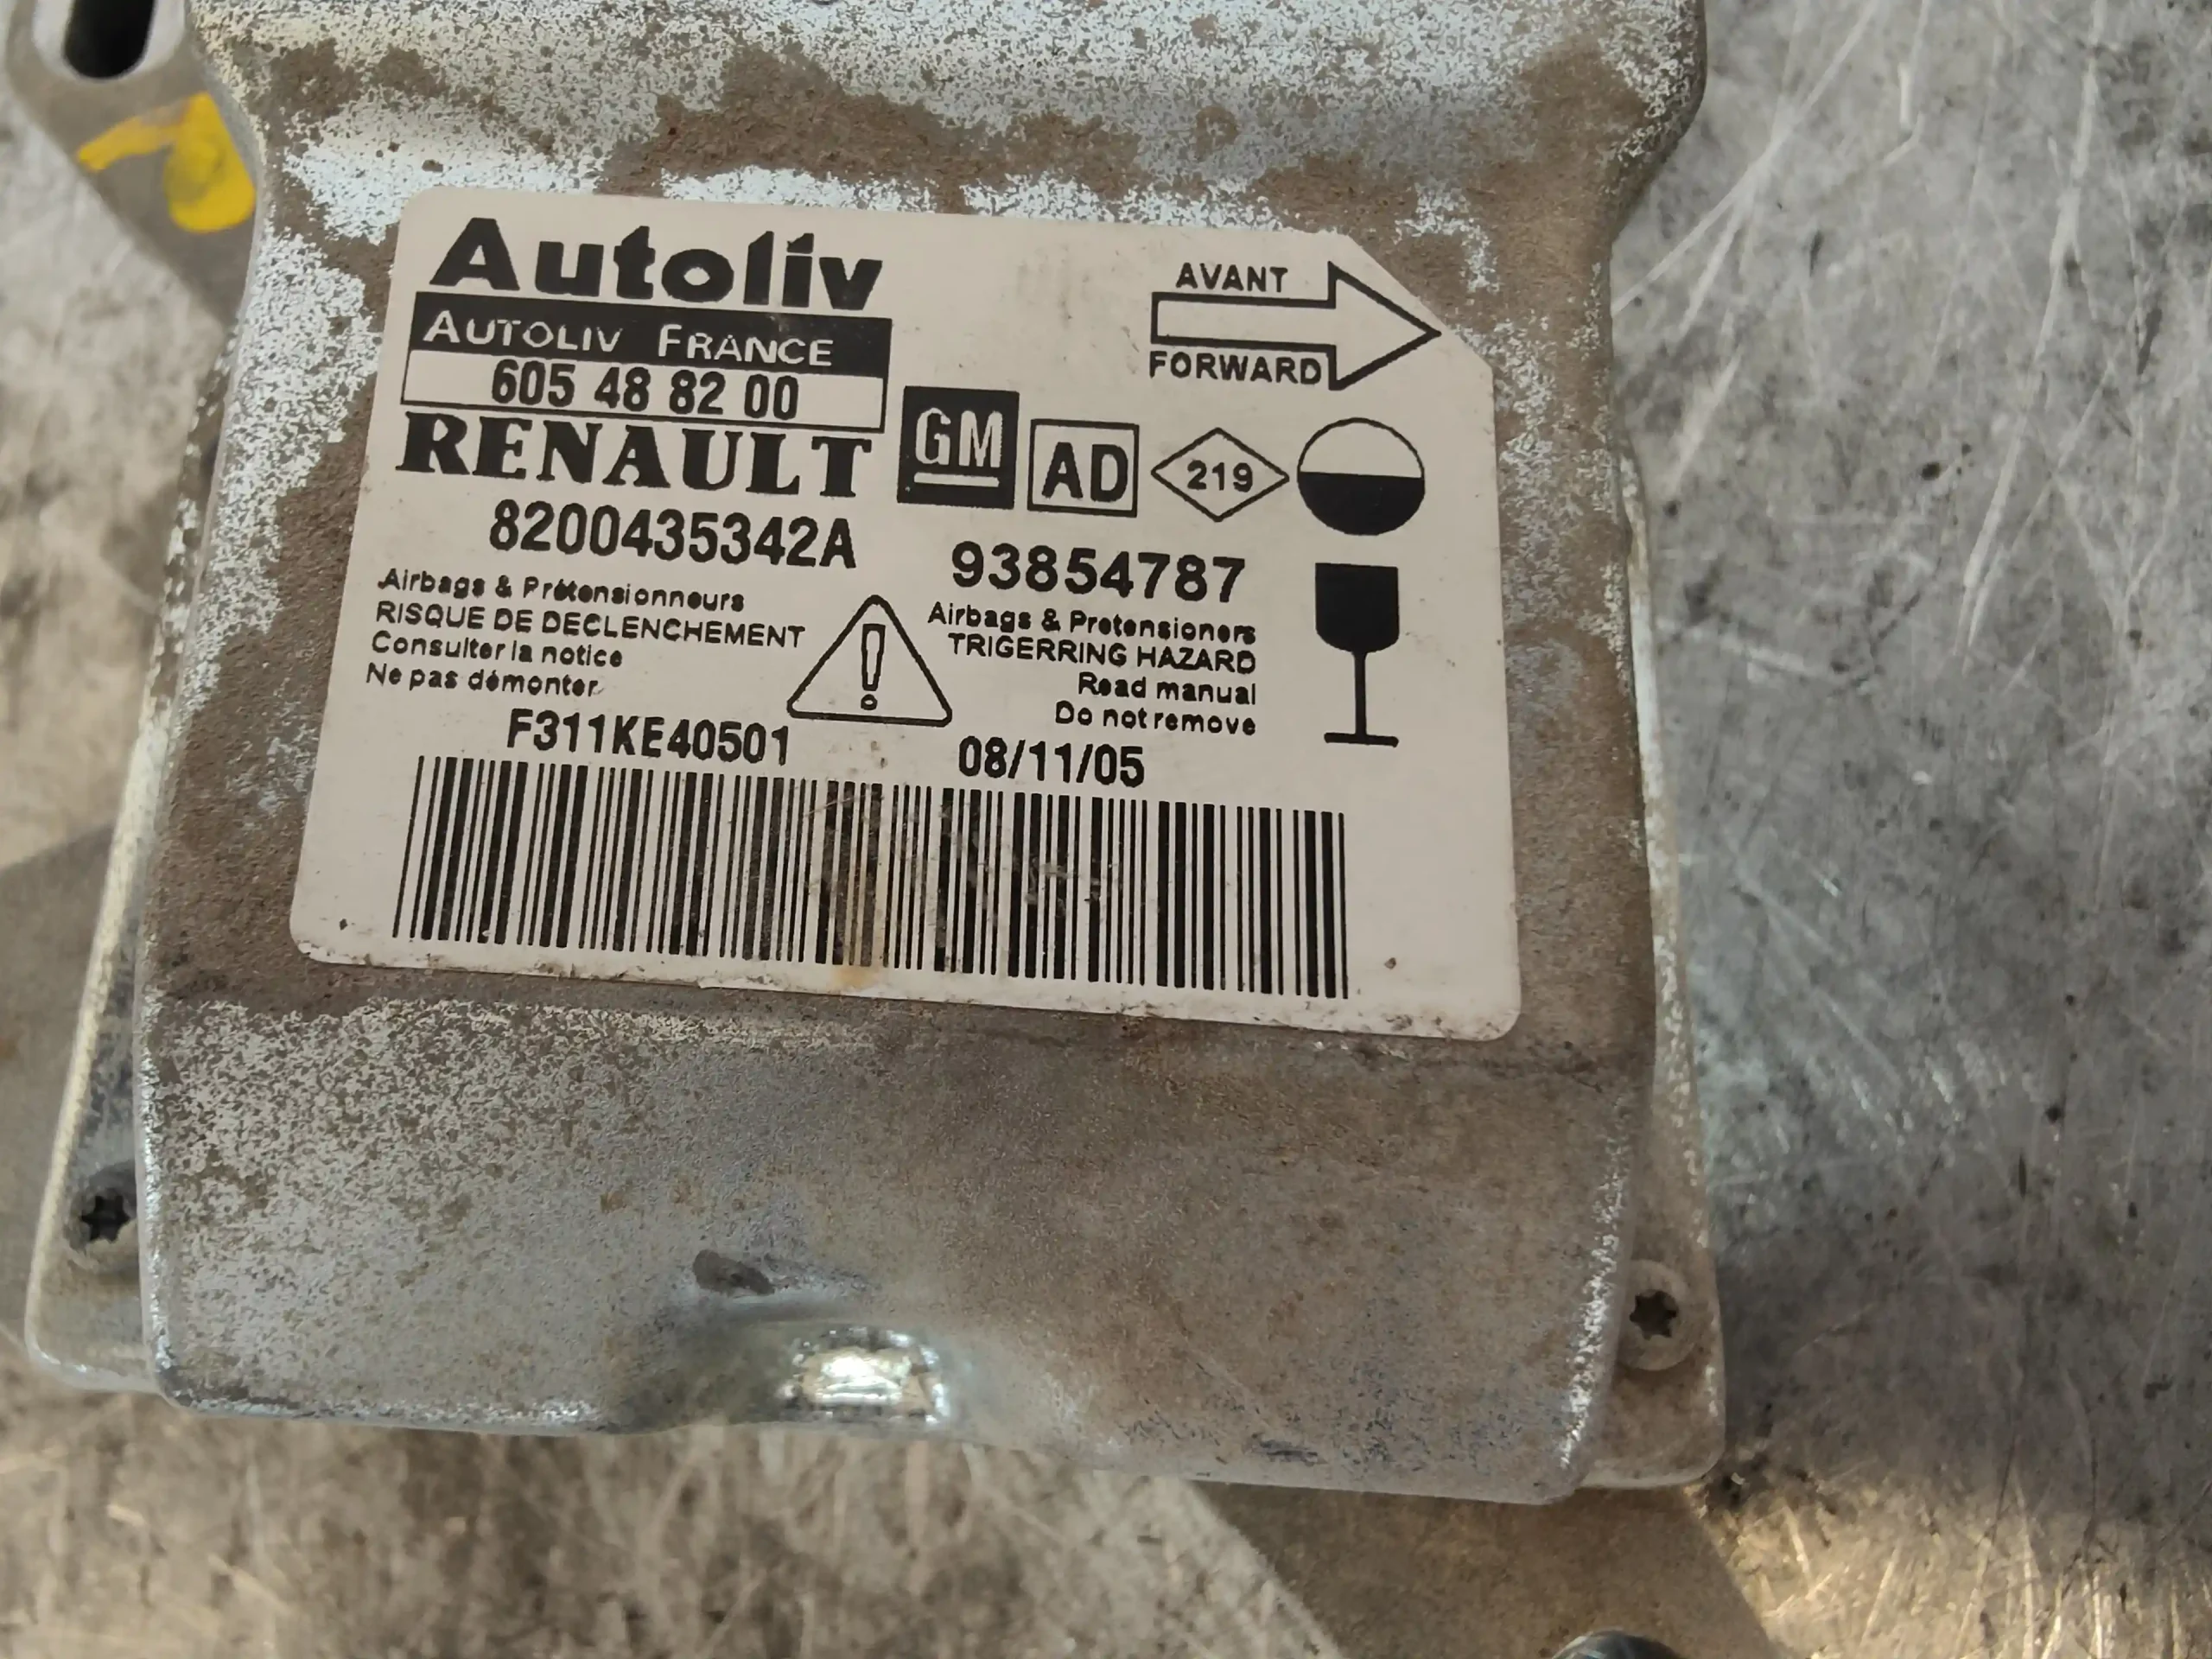 Autoliv
AUTOLIV FRANCE
605 48 82 00
RENAULT
8200435342A
AVANT
FORWARD
GM
AD
219
93854787
Airbags & Prétensionneurs
RISQUE DE DECLENCHEMENT
Consulter la notice
Ne pas démonter
Airbags & Pretensioners
TRIGERRING HAZARD
Read manual
Do not remove
F311KE40501
08/11/05